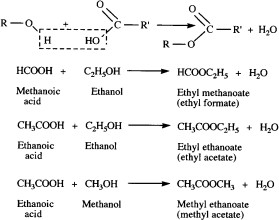 R—O H + HO O R' → O R—O R' + H₂O
HCOOH + C₂H₅OH → HCOOC₂H₅ + H₂O
Methanoic Ethanol Ethyl methanoate
acid (ethyl formate)
CH₃COOH + C₂H₅OH → CH₃COOC₂H₅ + H₂O
Ethanoic Ethanol Ethyl ethanoate
acid (ethyl acetate)
CH₃COOH + CH₃OH → CH₃COOCH₃ + H₂O
Ethanoic Methanol Methyl ethanoate
acid (methyl acetate)